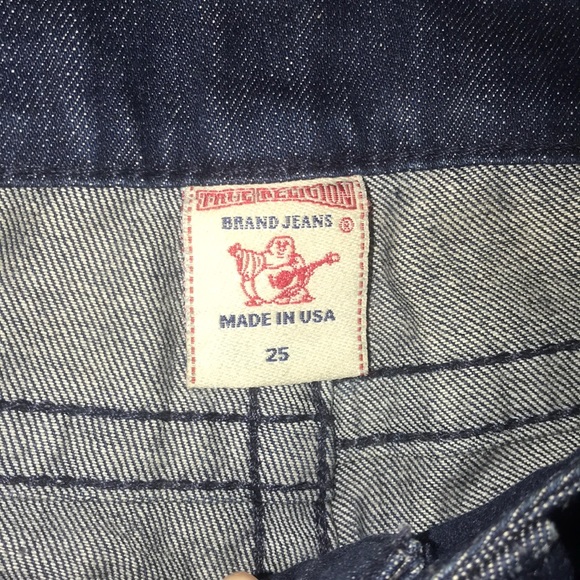 TRUE RELIGION
BRAND JEANS ®
MADE IN USA
25